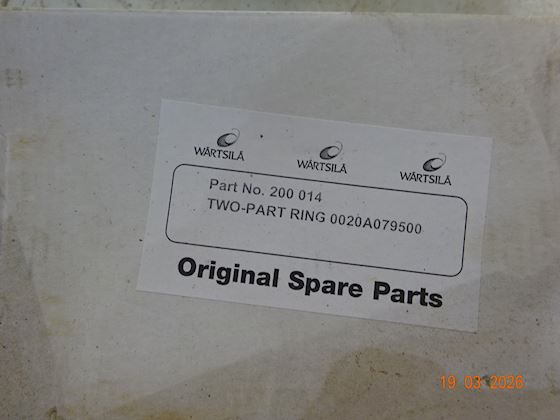 WÄRTSILÄ WÄRTSILÄ WÄRTSILÄ
Part No. 200 014
TWO-PART RING 0020A079500
Original Spare Parts
19 03 2026